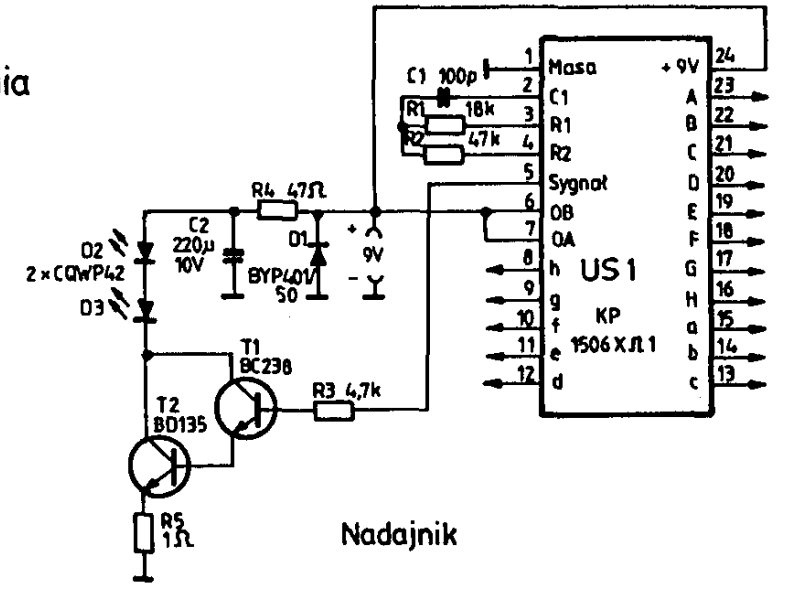 nia
C1 100p
R1 18k
R2 47k
1 Masa
2 C1
3 R1
4 R2
5 Sygnał
6 OB
7 OA
8 h
9 g
10 f
11 e
12 d
+9V 24
A 23
B 22
C 21
D 20
E 19
F 18
G 17
H 16
a 15
b 14
c 13
US1
KP
1506 XЛ1
R4 47Ω
C2
220µ
10V
D1
BYP401/
50
+
9V
-
D2
2×CQWP42
D3
T1
BC238
R3 4,7k
T2
BD135
R5
1Ω
Nadajnik